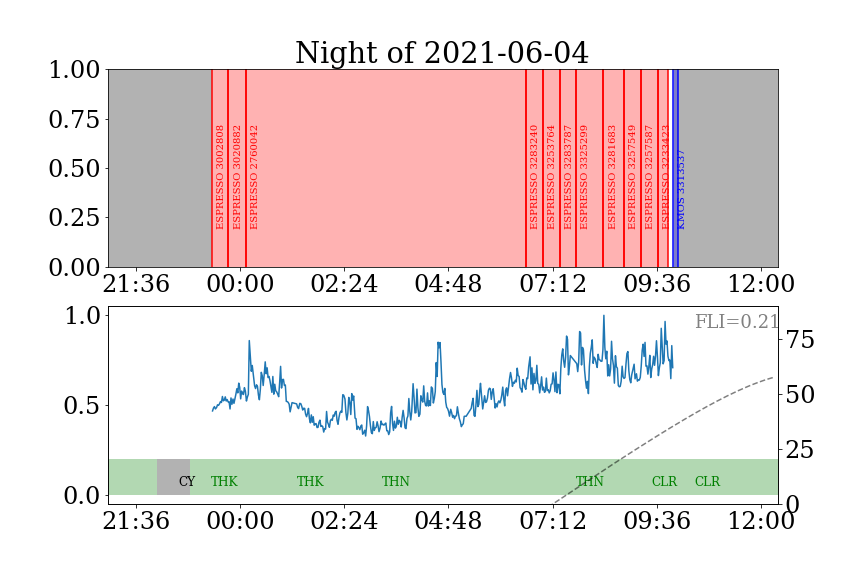 Night of 2021-06-04
1.00
0.75
0.50
0.25
0.00
ESPRESSO 3002808
ESPRESSO 3020882
ESPRESSO 2760042
ESPRESSO 3283240
ESPRESSO 3253764
ESPRESSO 3283787
ESPRESSO 3325299
ESPRESSO 3281683
ESPRESSO 3257549
ESPRESSO 3257587
ESPRESSO 3233423
KMOS 3313537
21:36 00:00 02:24 04:48 07:12 09:36 12:00
1.0
0.5
0.0
FLI=0.21
75
50
25
0
CY THK THK THN THN CLR CLR
21:36 00:00 02:24 04:48 07:12 09:36 12:00